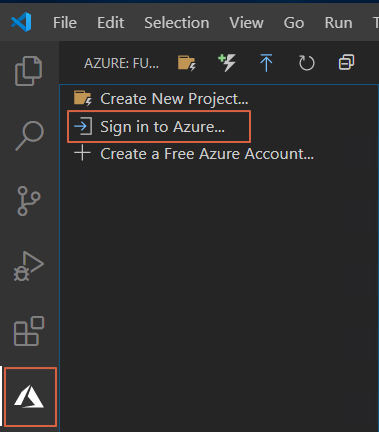 File Edit Selection View Go Run
AZURE: FU...
Create New Project...
Sign in to Azure...
Create a Free Azure Account...